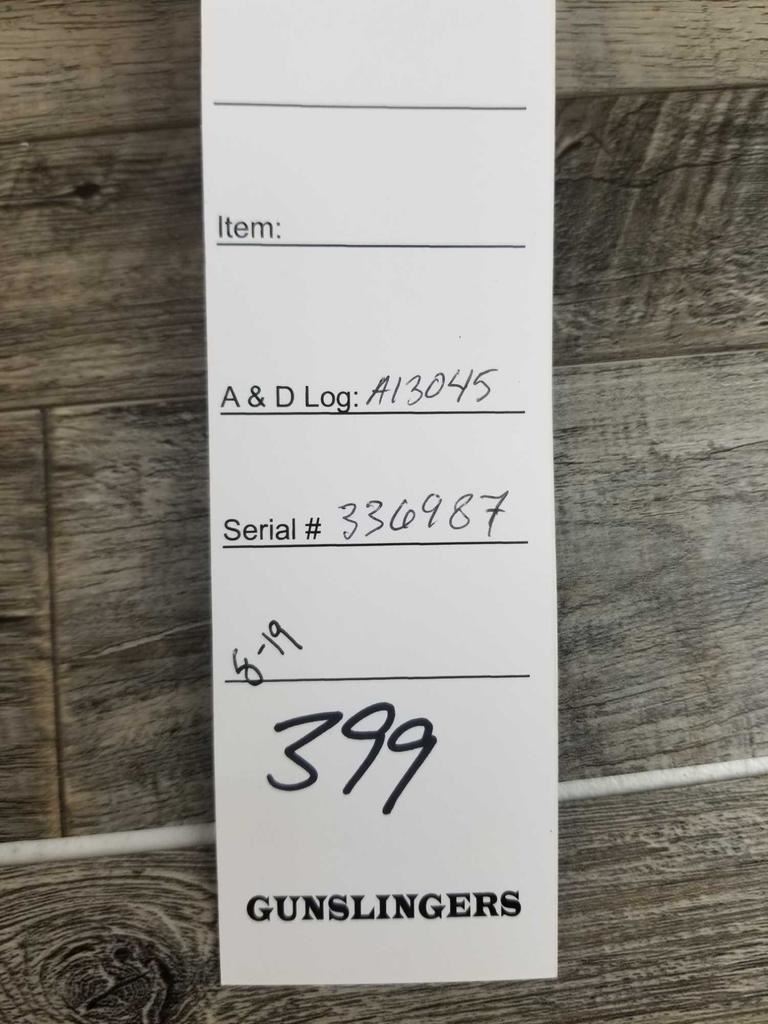 Item:
A & D Log: A13045
Serial # 336987
8-19
399
GUNSLINGERS